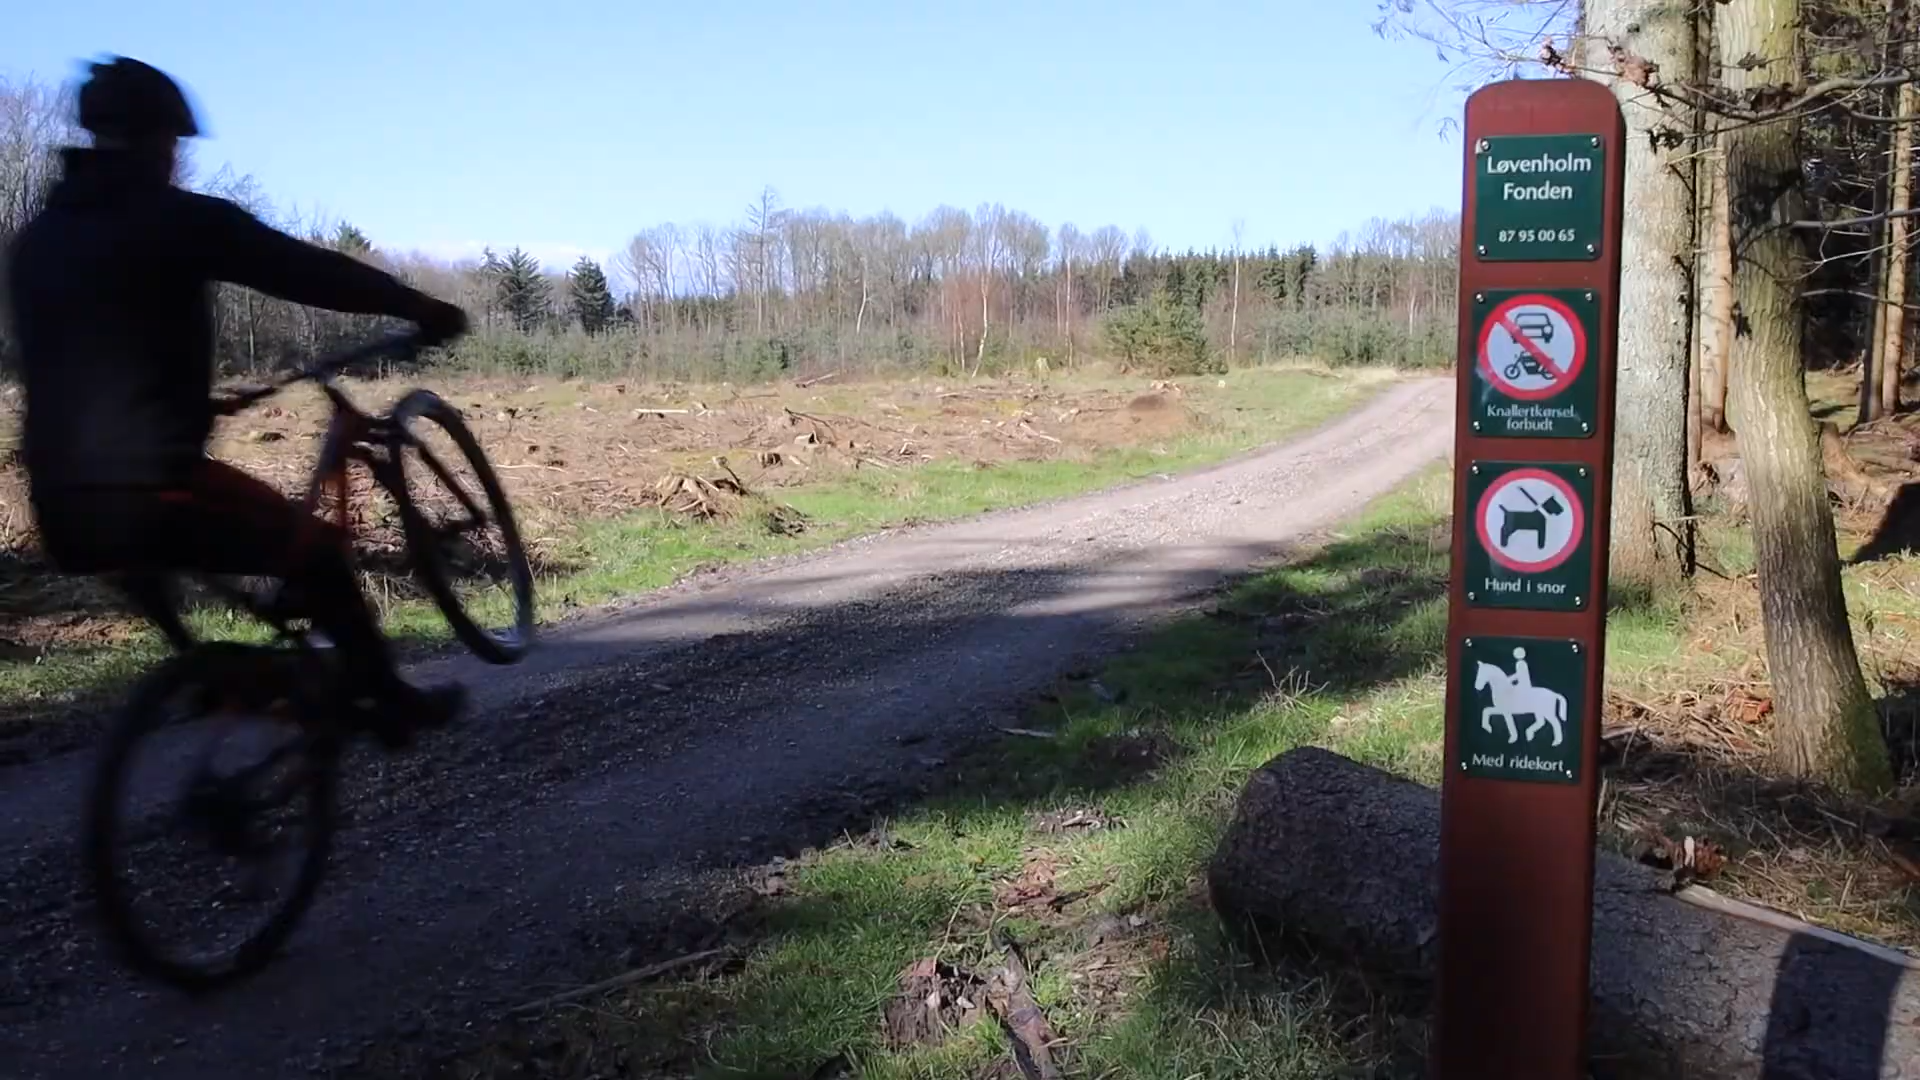 Løvenholm
Fonden
87 95 00 65
Knallertkørsel
forbudt
Hund i snor
Med ridekort